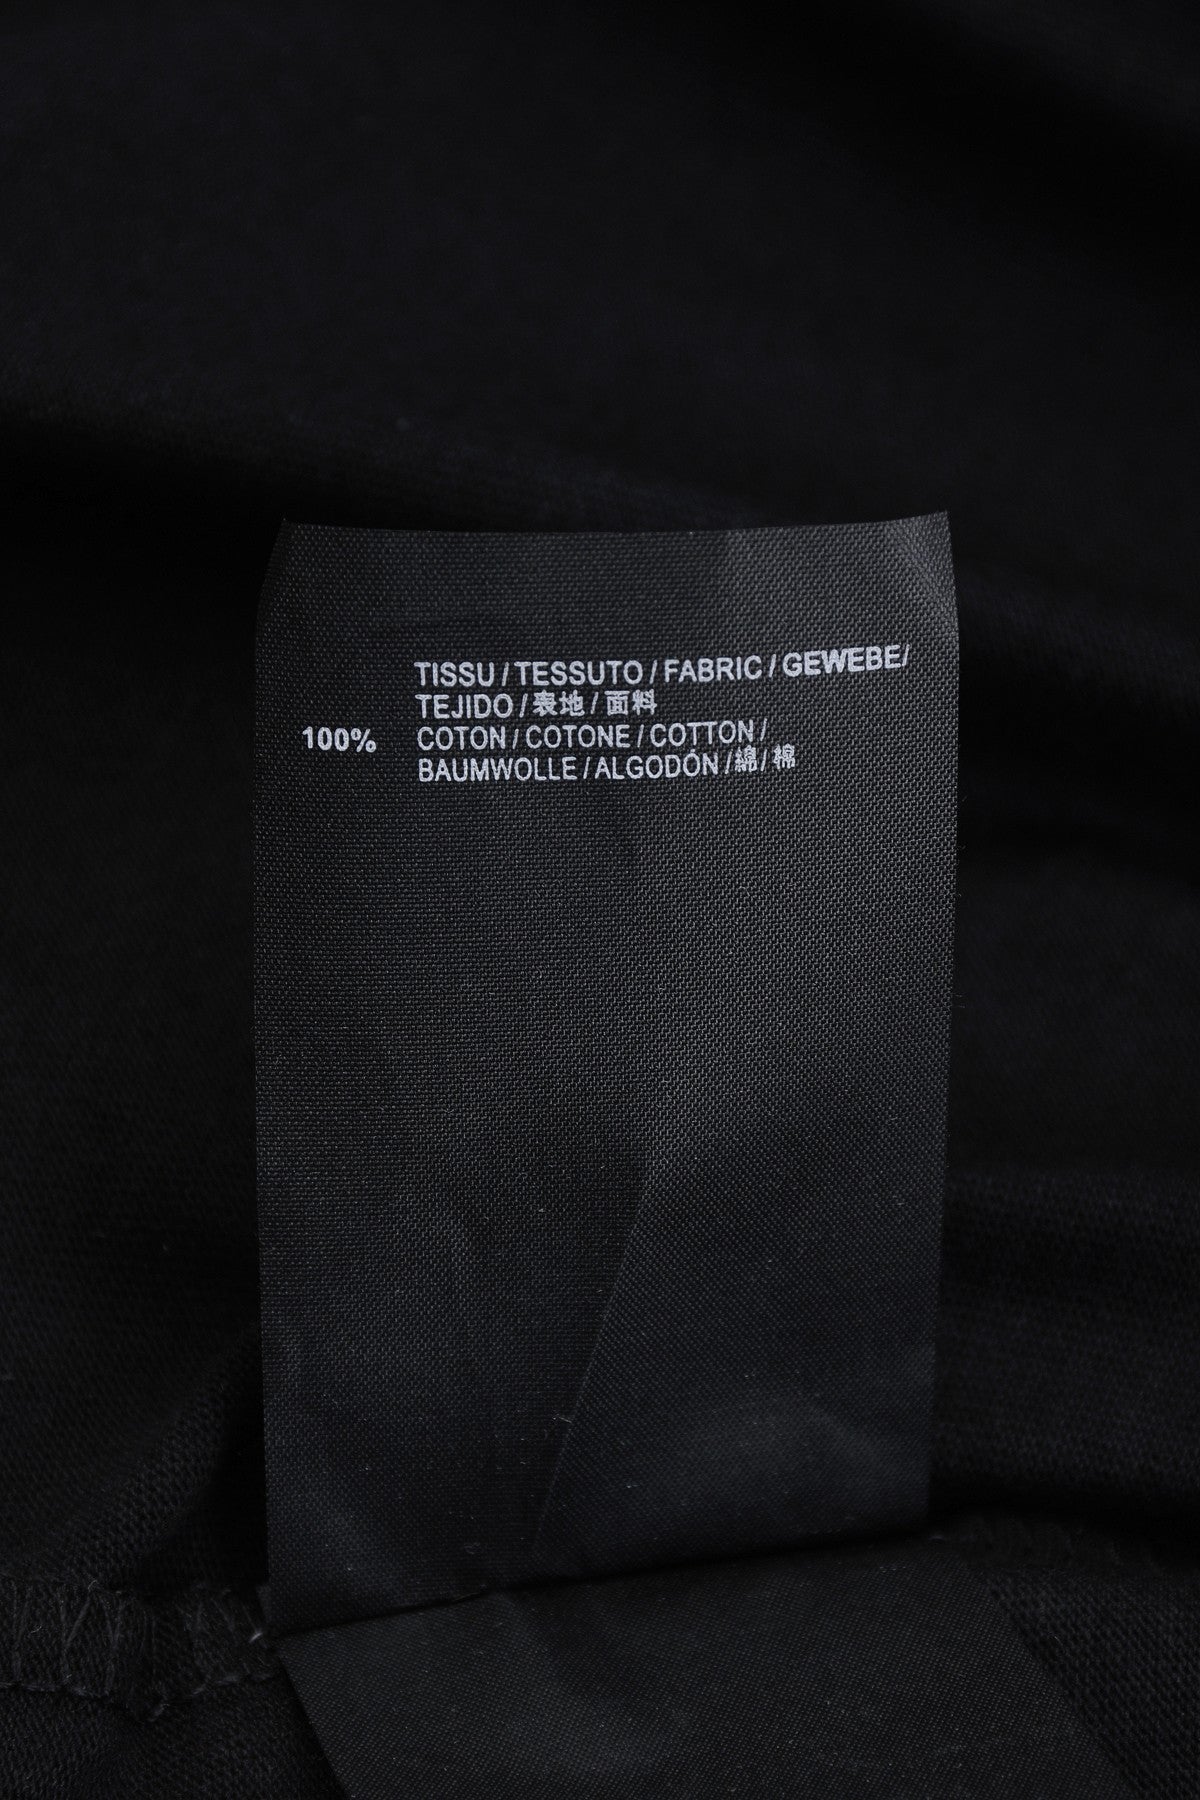 TISSU / TESSUTO / FABRIC / GEWEBE/
TEJIDO / 表地 / 面料
100% COTON / COTONE / COTTON /
BAUMWOLLE / ALGODÓN / 綿 / 棉